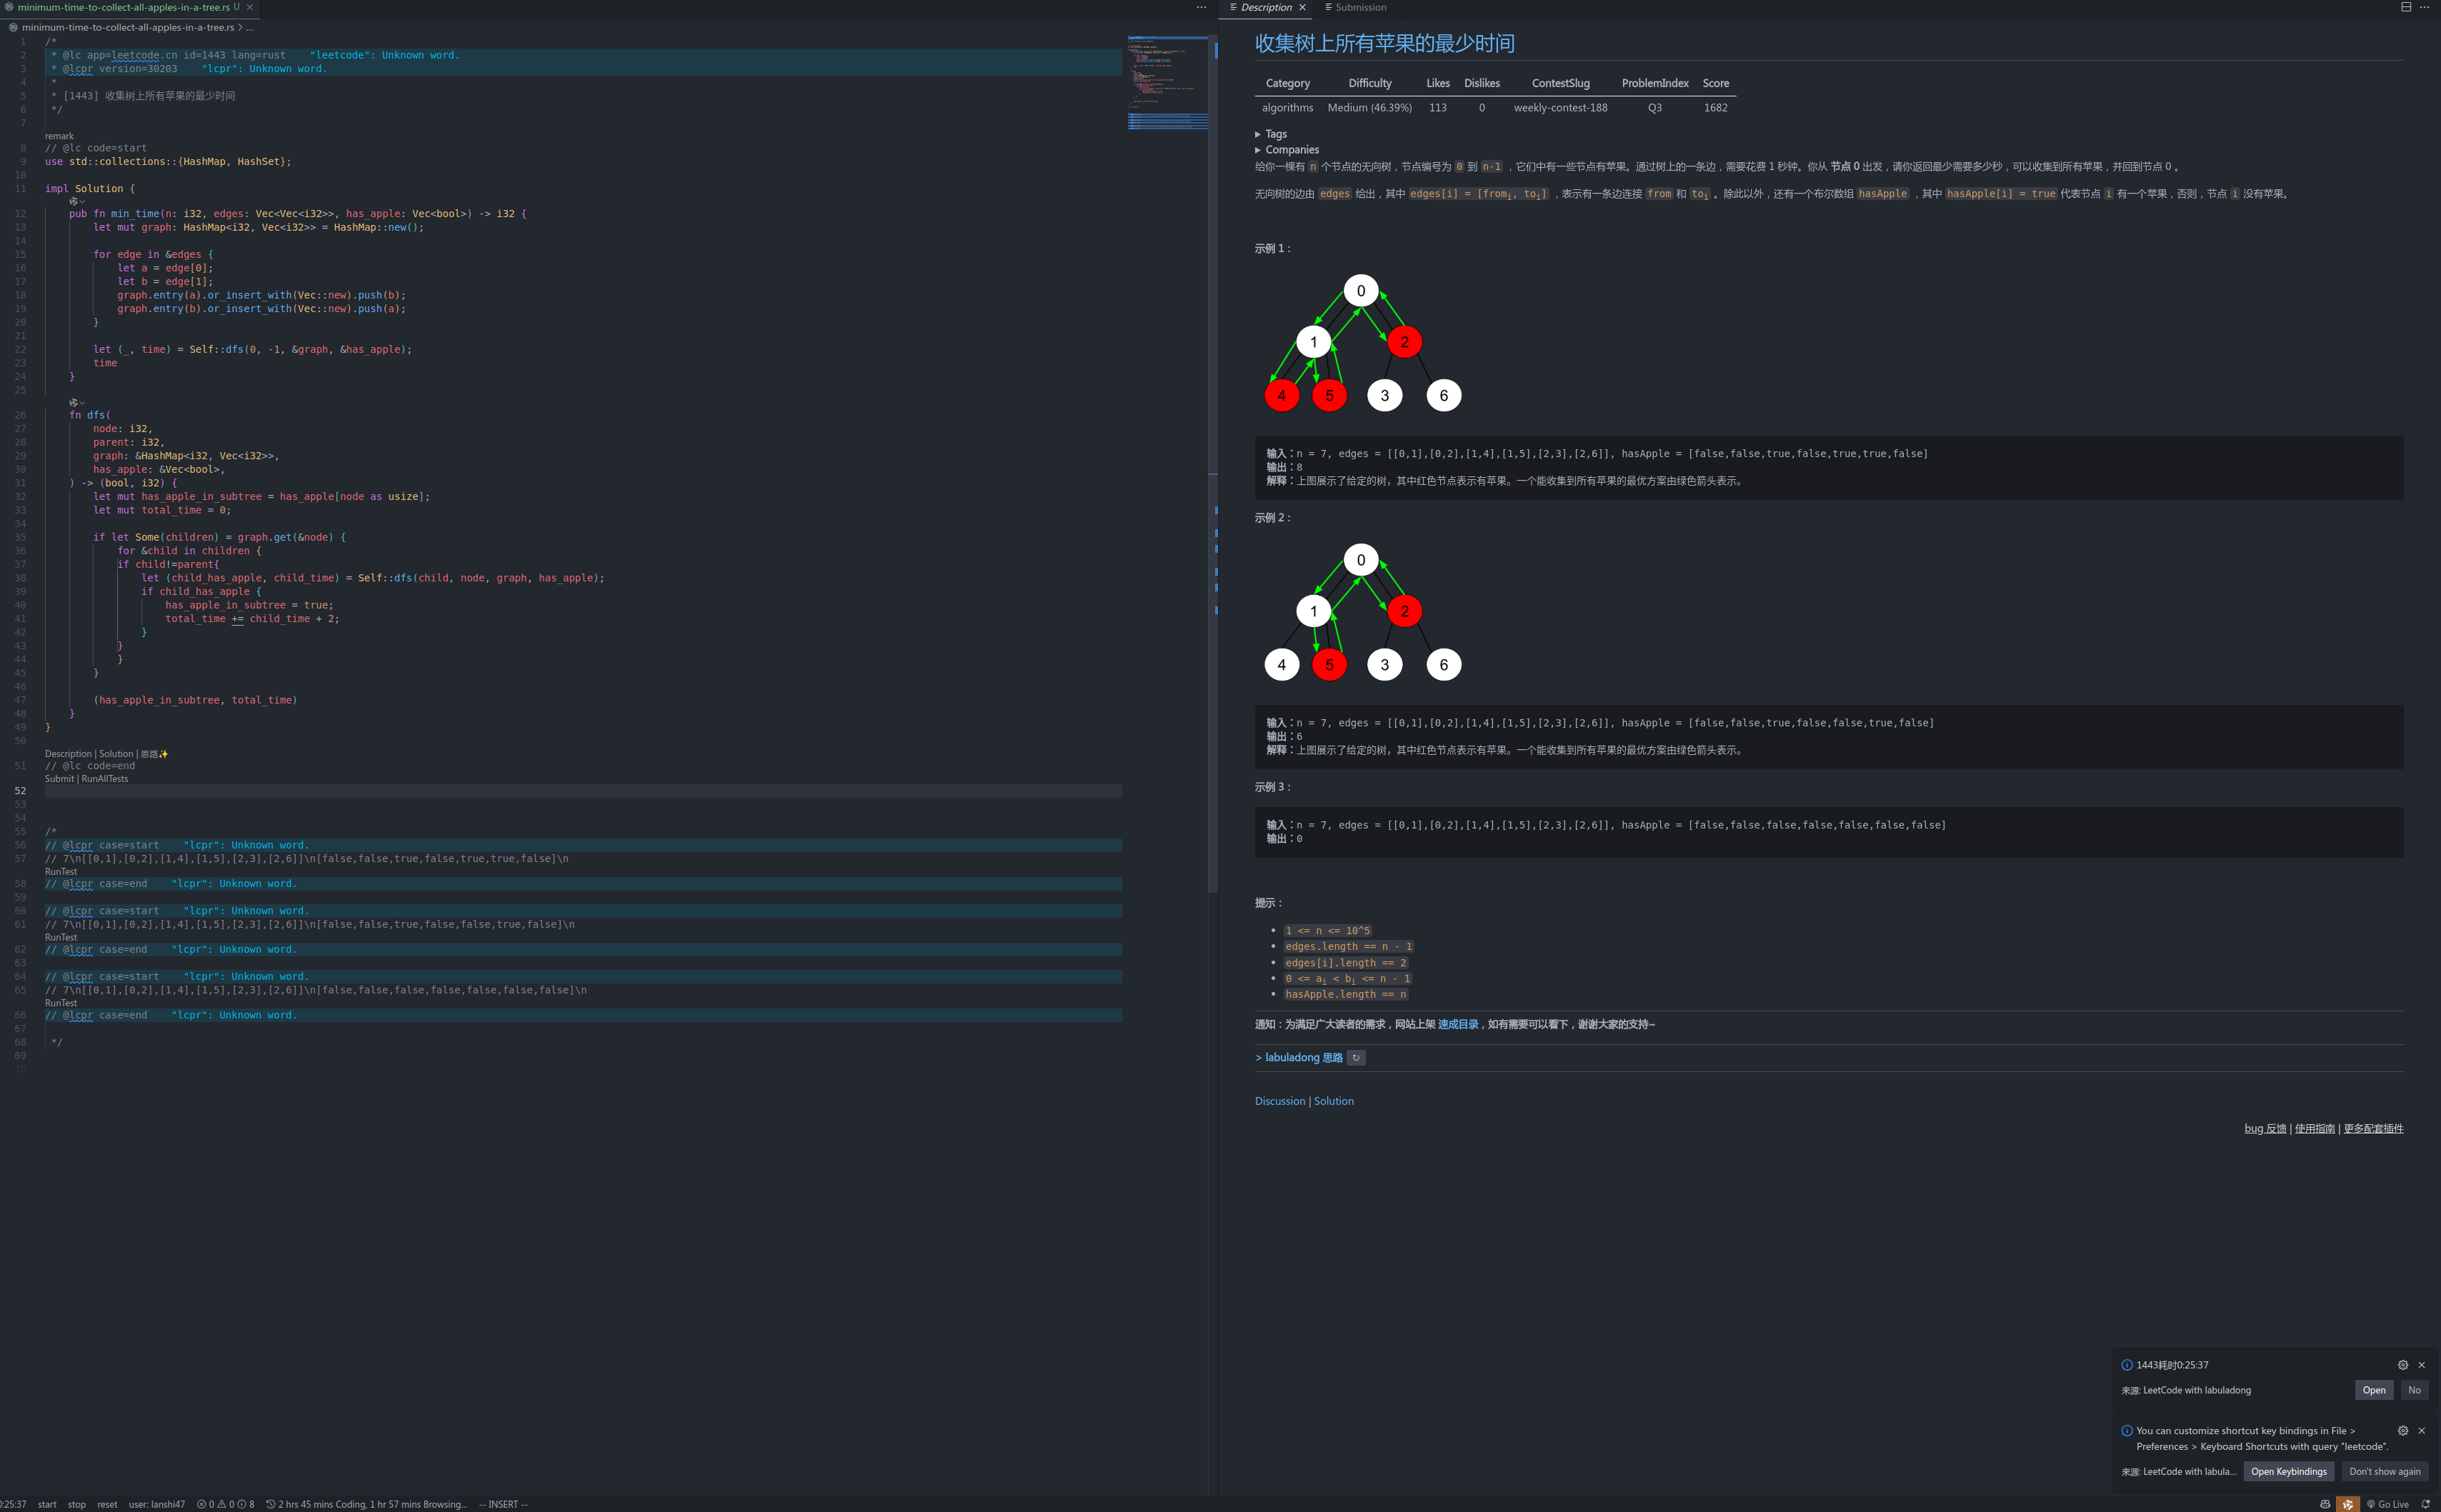 minimum-time-to-collect-all-apples-in-a-tree.rs U
minimum-time-to-collect-all-apples-in-a-tree.rs > ...
1 /*
2 * @lc app=leetcode.cn id=1443 lang=rust "leetcode": Unknown word.
3 * @lcpr version=30203 "lcpr": Unknown word.
4 *
5 * [1443] 收集树上所有苹果的最少时间
6 */
7
remark
8 // @lc code=start
9 use std::collections::{HashMap, HashSet};
10
11 impl Solution {
12 pub fn min_time(n: i32, edges: Vec<Vec<i32>>, has_apple: Vec<bool>) -> i32 {
13 let mut graph: HashMap<i32, Vec<i32>> = HashMap::new();
14
15 for edge in &edges {
16 let a = edge[0];
17 let b = edge[1];
18 graph.entry(a).or_insert_with(Vec::new).push(b);
19 graph.entry(b).or_insert_with(Vec::new).push(a);
20 }
21
22 let (_, time) = Self::dfs(0, -1, &graph, &has_apple);
23 time
24 }
25
26 fn dfs(
27 node: i32,
28 parent: i32,
29 graph: &HashMap<i32, Vec<i32>>,
30 has_apple: &Vec<bool>,
31 ) -> (bool, i32) {
32 let mut has_apple_in_subtree = has_apple[node as usize];
33 let mut total_time = 0;
34
35 if let Some(children) = graph.get(&node) {
36 for &child in children {
37 if child!=parent{
38 let (child_has_apple, child_time) = Self::dfs(child, node, graph, has_apple);
39 if child_has_apple {
40 has_apple_in_subtree = true;
41 total_time += child_time + 2;
42 }
43 }
44 }
45 }
46
47 (has_apple_in_subtree, total_time)
48 }
49 }
50
Description | Solution | 思路✨
51 // @lc code=end
Submit | RunAllTests
52
53
54
55 /*
56 // @lcpr case=start "lcpr": Unknown word.
57 // 7\n[[0,1],[0,2],[1,4],[1,5],[2,3],[2,6]]\n[false,false,true,false,true,true,false]\n
RunTest
58 // @lcpr case=end "lcpr": Unknown word.
59
60 // @lcpr case=start "lcpr": Unknown word.
61 // 7\n[[0,1],[0,2],[1,4],[1,5],[2,3],[2,6]]\n[false,false,true,false,false,true,false]\n
RunTest
62 // @lcpr case=end "lcpr": Unknown word.
63
64 // @lcpr case=start "lcpr": Unknown word.
65 // 7\n[[0,1],[0,2],[1,4],[1,5],[2,3],[2,6]]\n[false,false,false,false,false,false,false]\n
RunTest
66 // @lcpr case=end "lcpr": Unknown word.
67
68 */
69
70
Description Submission
收集树上所有苹果的最少时间
Category Difficulty Likes Dislikes ContestSlug ProblemIndex Score
algorithms Medium (46.39%) 113 0 weekly-contest-188 Q3 1682
Tags
Companies
给你一棵有 n 个节点的无向树，节点编号为 0 到 n-1 ，它们中有一些节点有苹果。通过树上的一条边，需要花费 1 秒钟。你从 节点 0 出发，请你返回最少需要多少秒，可以收集到所有苹果，并回到节点 0 。
无向树的边由 edges 给出，其中 edges[i] = [fromi, toi] ，表示有一条边连接 from 和 toi 。除此以外，还有一个布尔数组 hasApple ，其中 hasApple[i] = true 代表节点 i 有一个苹果，否则，节点 i 没有苹果。
示例 1：
0
1 2
4 5 3 6
输入：n = 7, edges = [[0,1],[0,2],[1,4],[1,5],[2,3],[2,6]], hasApple = [false,false,true,false,true,true,false]
输出：8
解释：上图展示了给定的树，其中红色节点表示有苹果。一个能收集到所有苹果的最优方案由绿色箭头表示。
示例 2：
0
1 2
4 5 3 6
输入：n = 7, edges = [[0,1],[0,2],[1,4],[1,5],[2,3],[2,6]], hasApple = [false,false,true,false,false,true,false]
输出：6
解释：上图展示了给定的树，其中红色节点表示有苹果。一个能收集到所有苹果的最优方案由绿色箭头表示。
示例 3：
输入：n = 7, edges = [[0,1],[0,2],[1,4],[1,5],[2,3],[2,6]], hasApple = [false,false,false,false,false,false,false]
输出：0
提示：
• 1 <= n <= 10^5
• edges.length == n - 1
• edges[i].length == 2
• 0 <= ai < bi <= n - 1
• hasApple.length == n
通知：为满足广大读者的需求，网站上架 速成目录，如有需要可以看下，谢谢大家的支持~
> labuladong 思路
Discussion | Solution
bug 反馈 | 使用指南 | 更多配套插件
1443耗时0:25:37
来源: LeetCode with labuladong Open No
You can customize shortcut key bindings in File >
Preferences > Keyboard Shortcuts with query "leetcode".
来源: LeetCode with labula... Open Keybindings Don't show again
0:25:37 start stop reset user: lanshi47 0 0 8 2 hrs 45 mins Coding, 1 hr 57 mins Browsing... -- INSERT -- Go Live